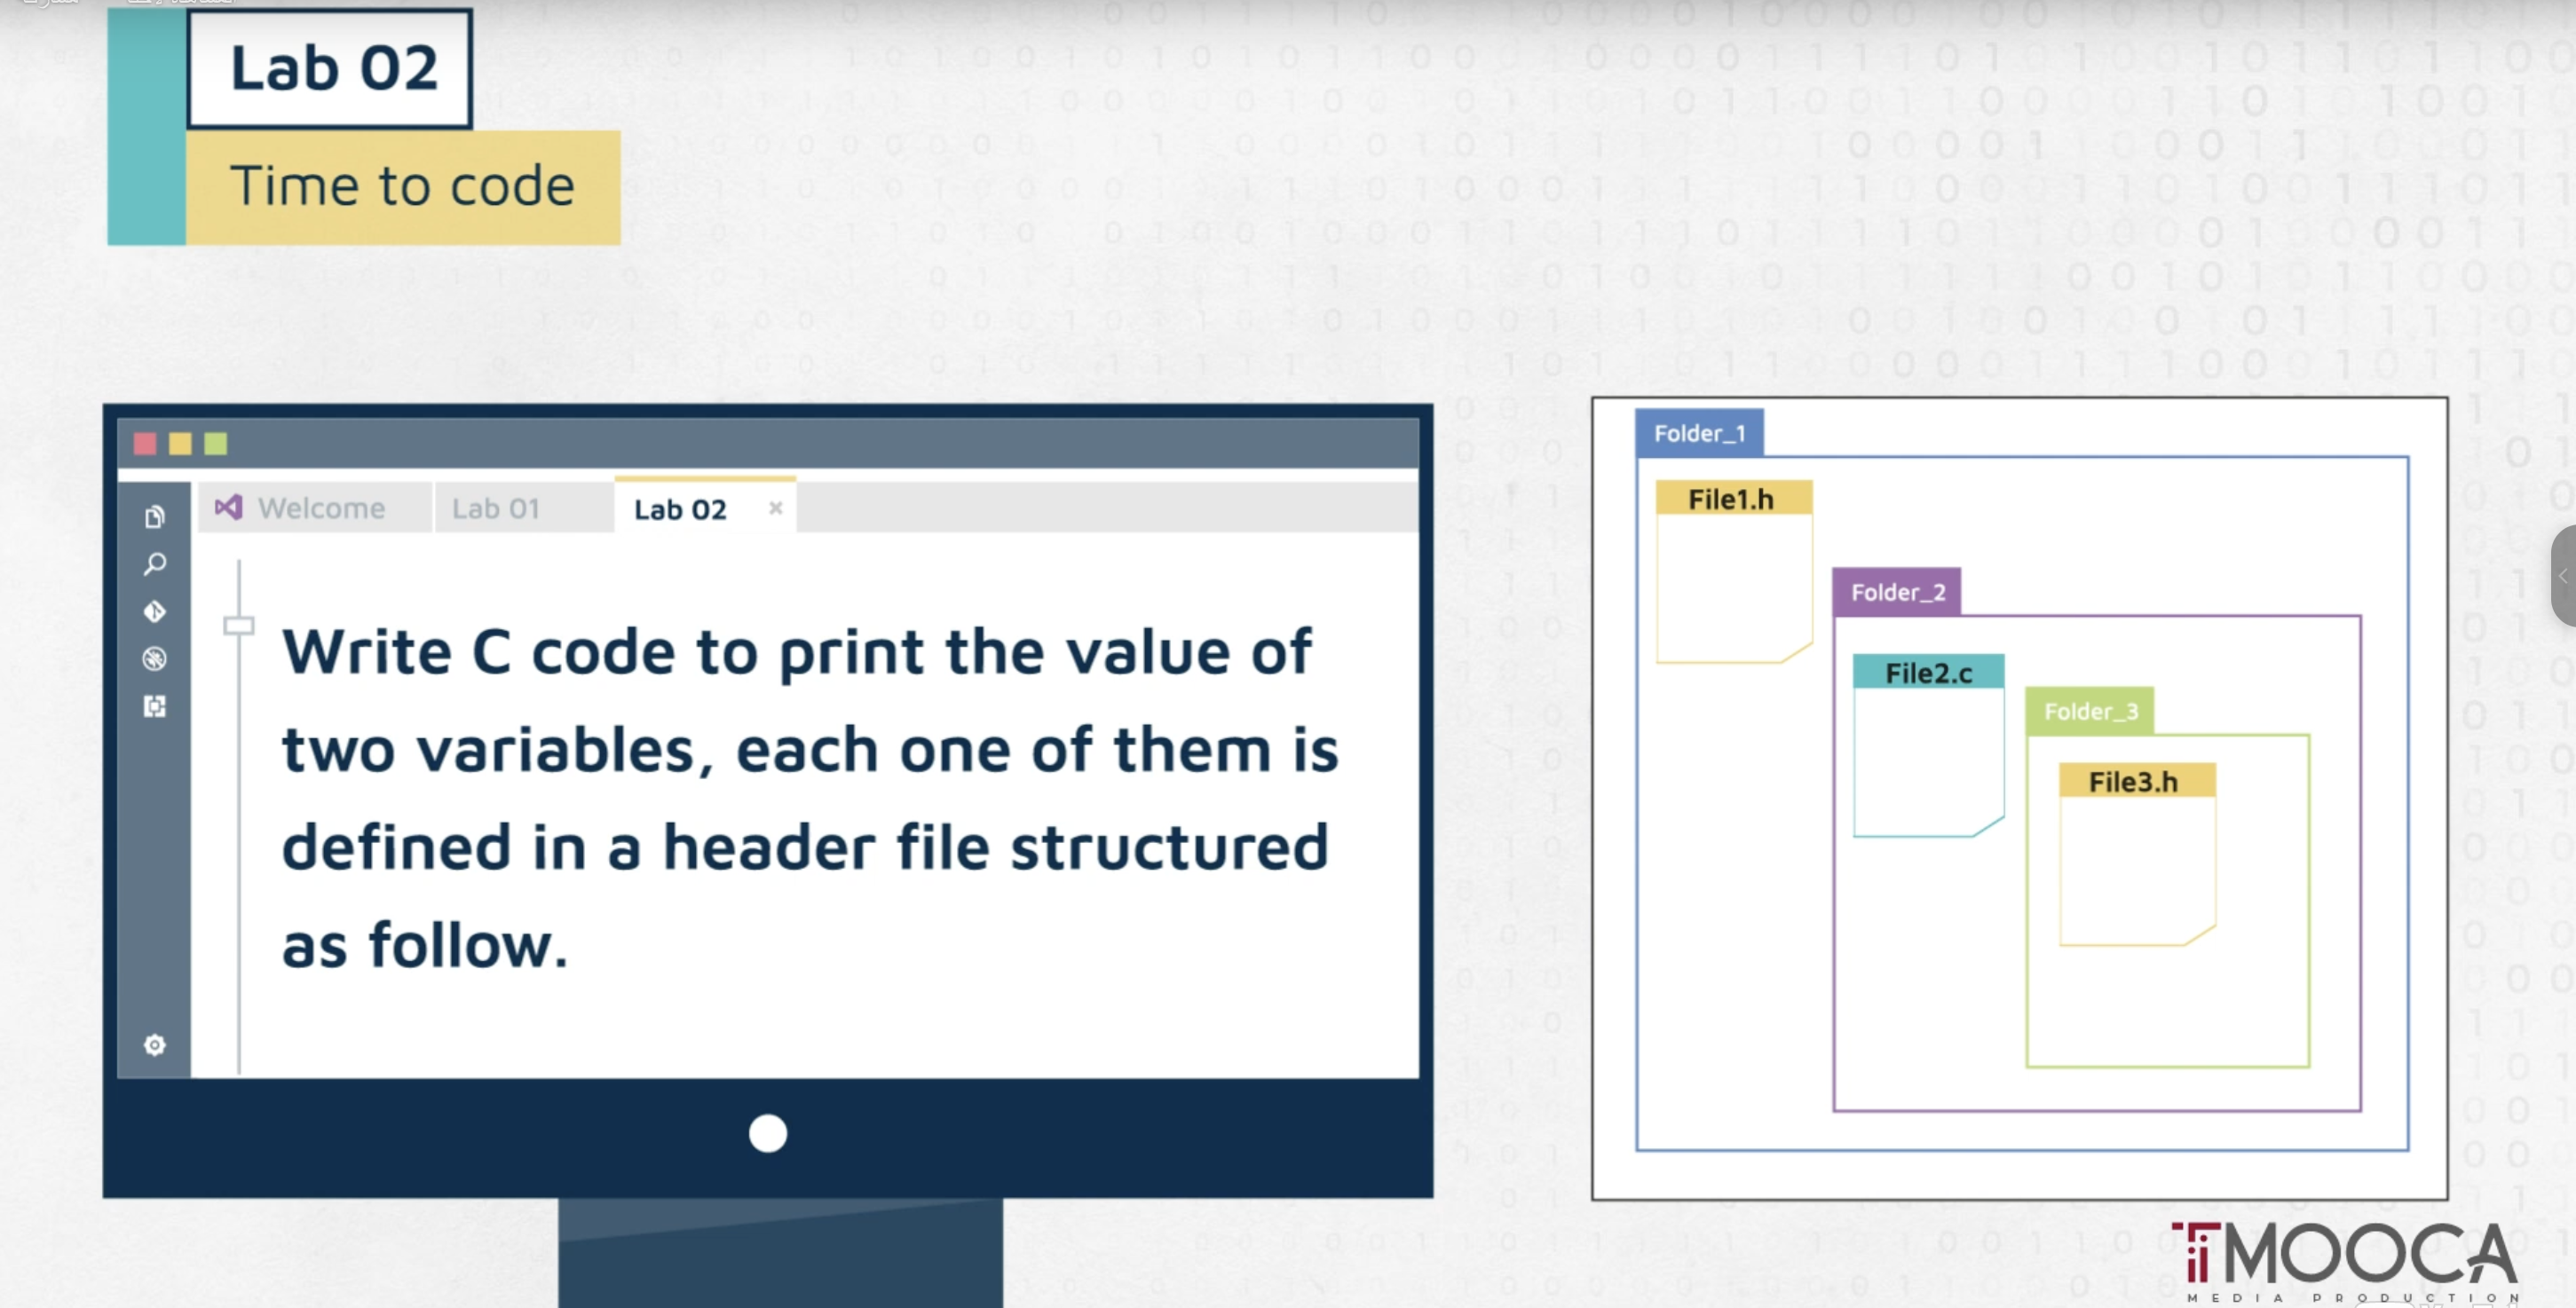 Lab 02
Time to code
Welcome
Lab 01
Lab 02
Write C code to print the value of
two variables, each one of them is
defined in a header file structured
as follow.
Folder_1
File1.h
Folder_2
File2.c
Folder_3
File3.h
MOOCA
MEDIA PRODUCTION